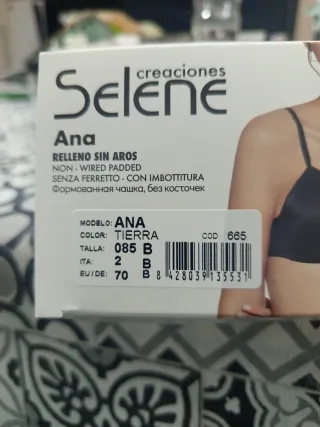 creaciones
Selene
Ana
RELLENO SIN AROS
NON - WIRED PADDED
SENZA FERRETTO - CON IMBOTTITURA
Формованная чашка, без косточек
MODELO: ANA
COLOR: TIERRA COD 665
TALLA: 085 B
ITA: 2 B
EU/DE: 70 B
8 428039 135531